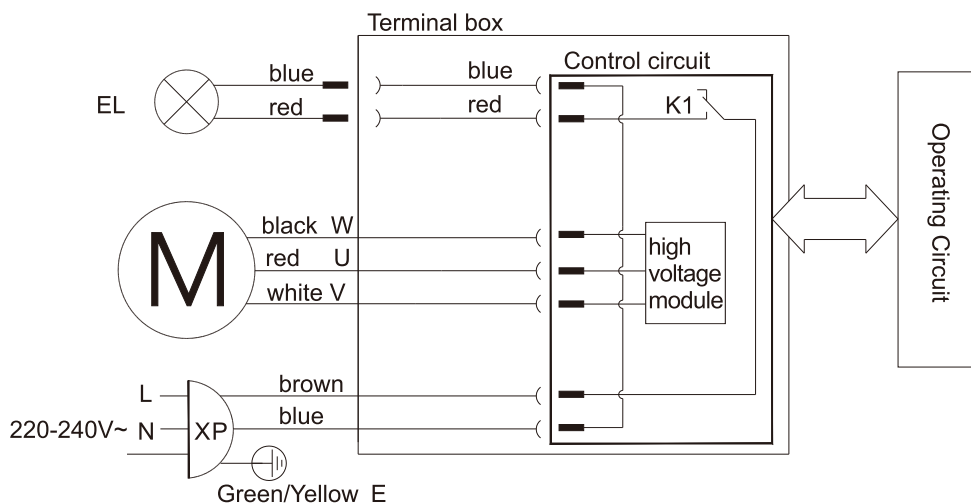 Terminal box
Control circuit
EL
blue
blue
red
red
K1
M
black W
red U
white V
high
voltage
module
Operating Circuit
L
brown
220-240V~ N
XP
blue
Green/Yellow E